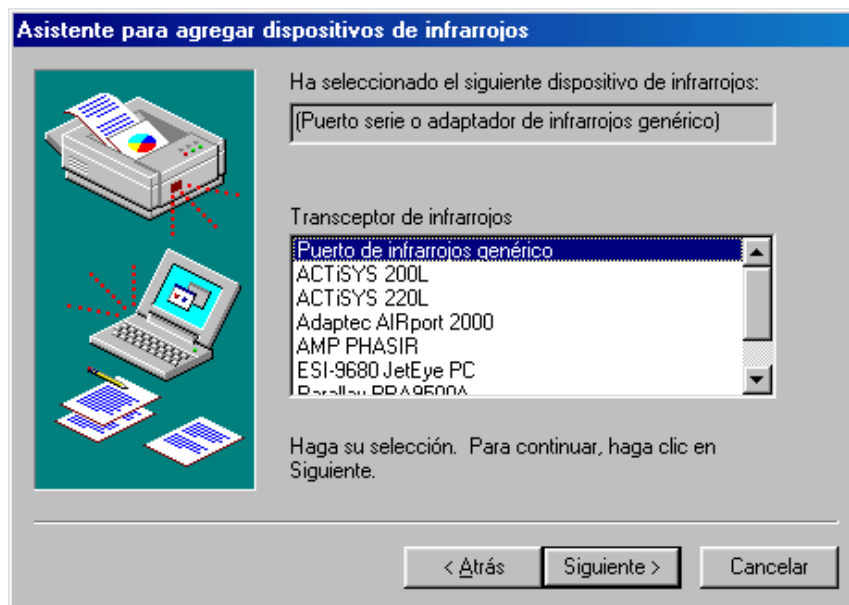 Asistente para agregar dispositivos de infrarrojos
Ha seleccionado el siguiente dispositivo de infrarrojos:
(Puerto serie o adaptador de infrarrojos genérico)
Transceptor de infrarrojos
Puerto de infrarrojos genérico
ACTiSYS 200L
ACTiSYS 220L
Adaptec AIRport 2000
AMP PHASIR
ESI-9680 JetEye PC
Parallax PRA9500A
Haga su selección. Para continuar, haga clic en
Siguiente.
< Atrás
Siguiente >
Cancelar